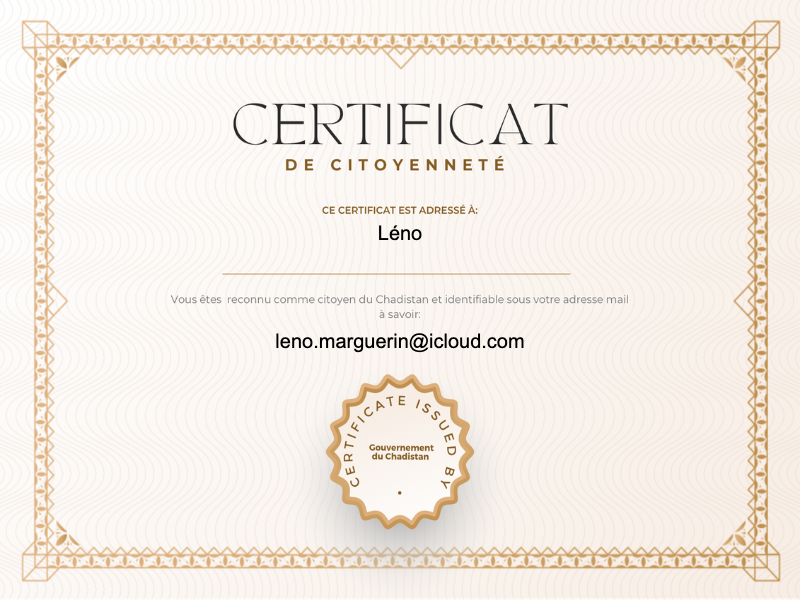 CERTIFICAT
DE CITOYENNETÉ
CE CERTIFICAT EST ADRESSÉ À:
Léno
Vous êtes reconnu comme citoyen du Chadistan et identifiable sous votre adresse mail
à savoir:
leno.marguerin@icloud.com
CERTIFICATE ISSUED BY
Gouvernement
du Chadistan